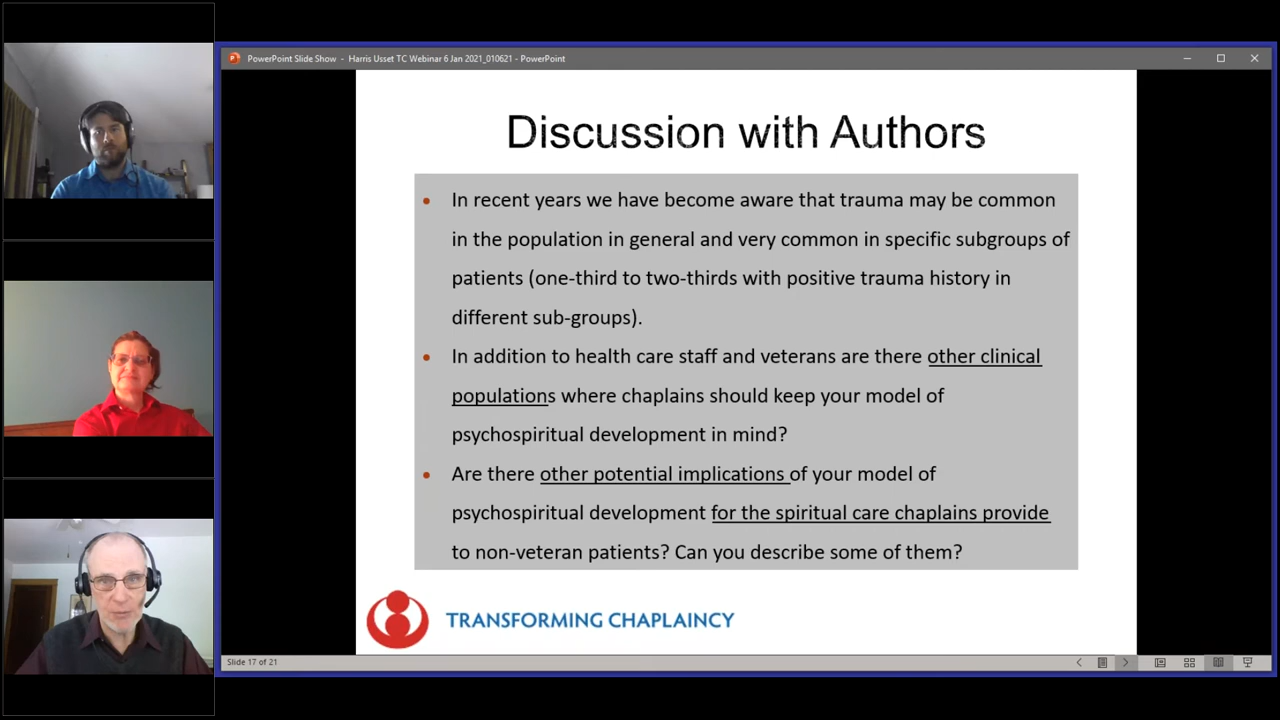 PowerPoint Slide Show - Harris Usset TC Webinar 6 Jan 2021_010621 - PowerPoint
Discussion with Authors
• In recent years we have become aware that trauma may be common
in the population in general and very common in specific subgroups of
patients (one-third to two-thirds with positive trauma history in
different sub-groups).
• In addition to health care staff and veterans are there other clinical
populations where chaplains should keep your model of
psychospiritual development in mind?
• Are there other potential implications of your model of
psychospiritual development for the spiritual care chaplains provide
to non-veteran patients? Can you describe some of them?
TRANSFORMING CHAPLAINCY
Slide 17 of 21